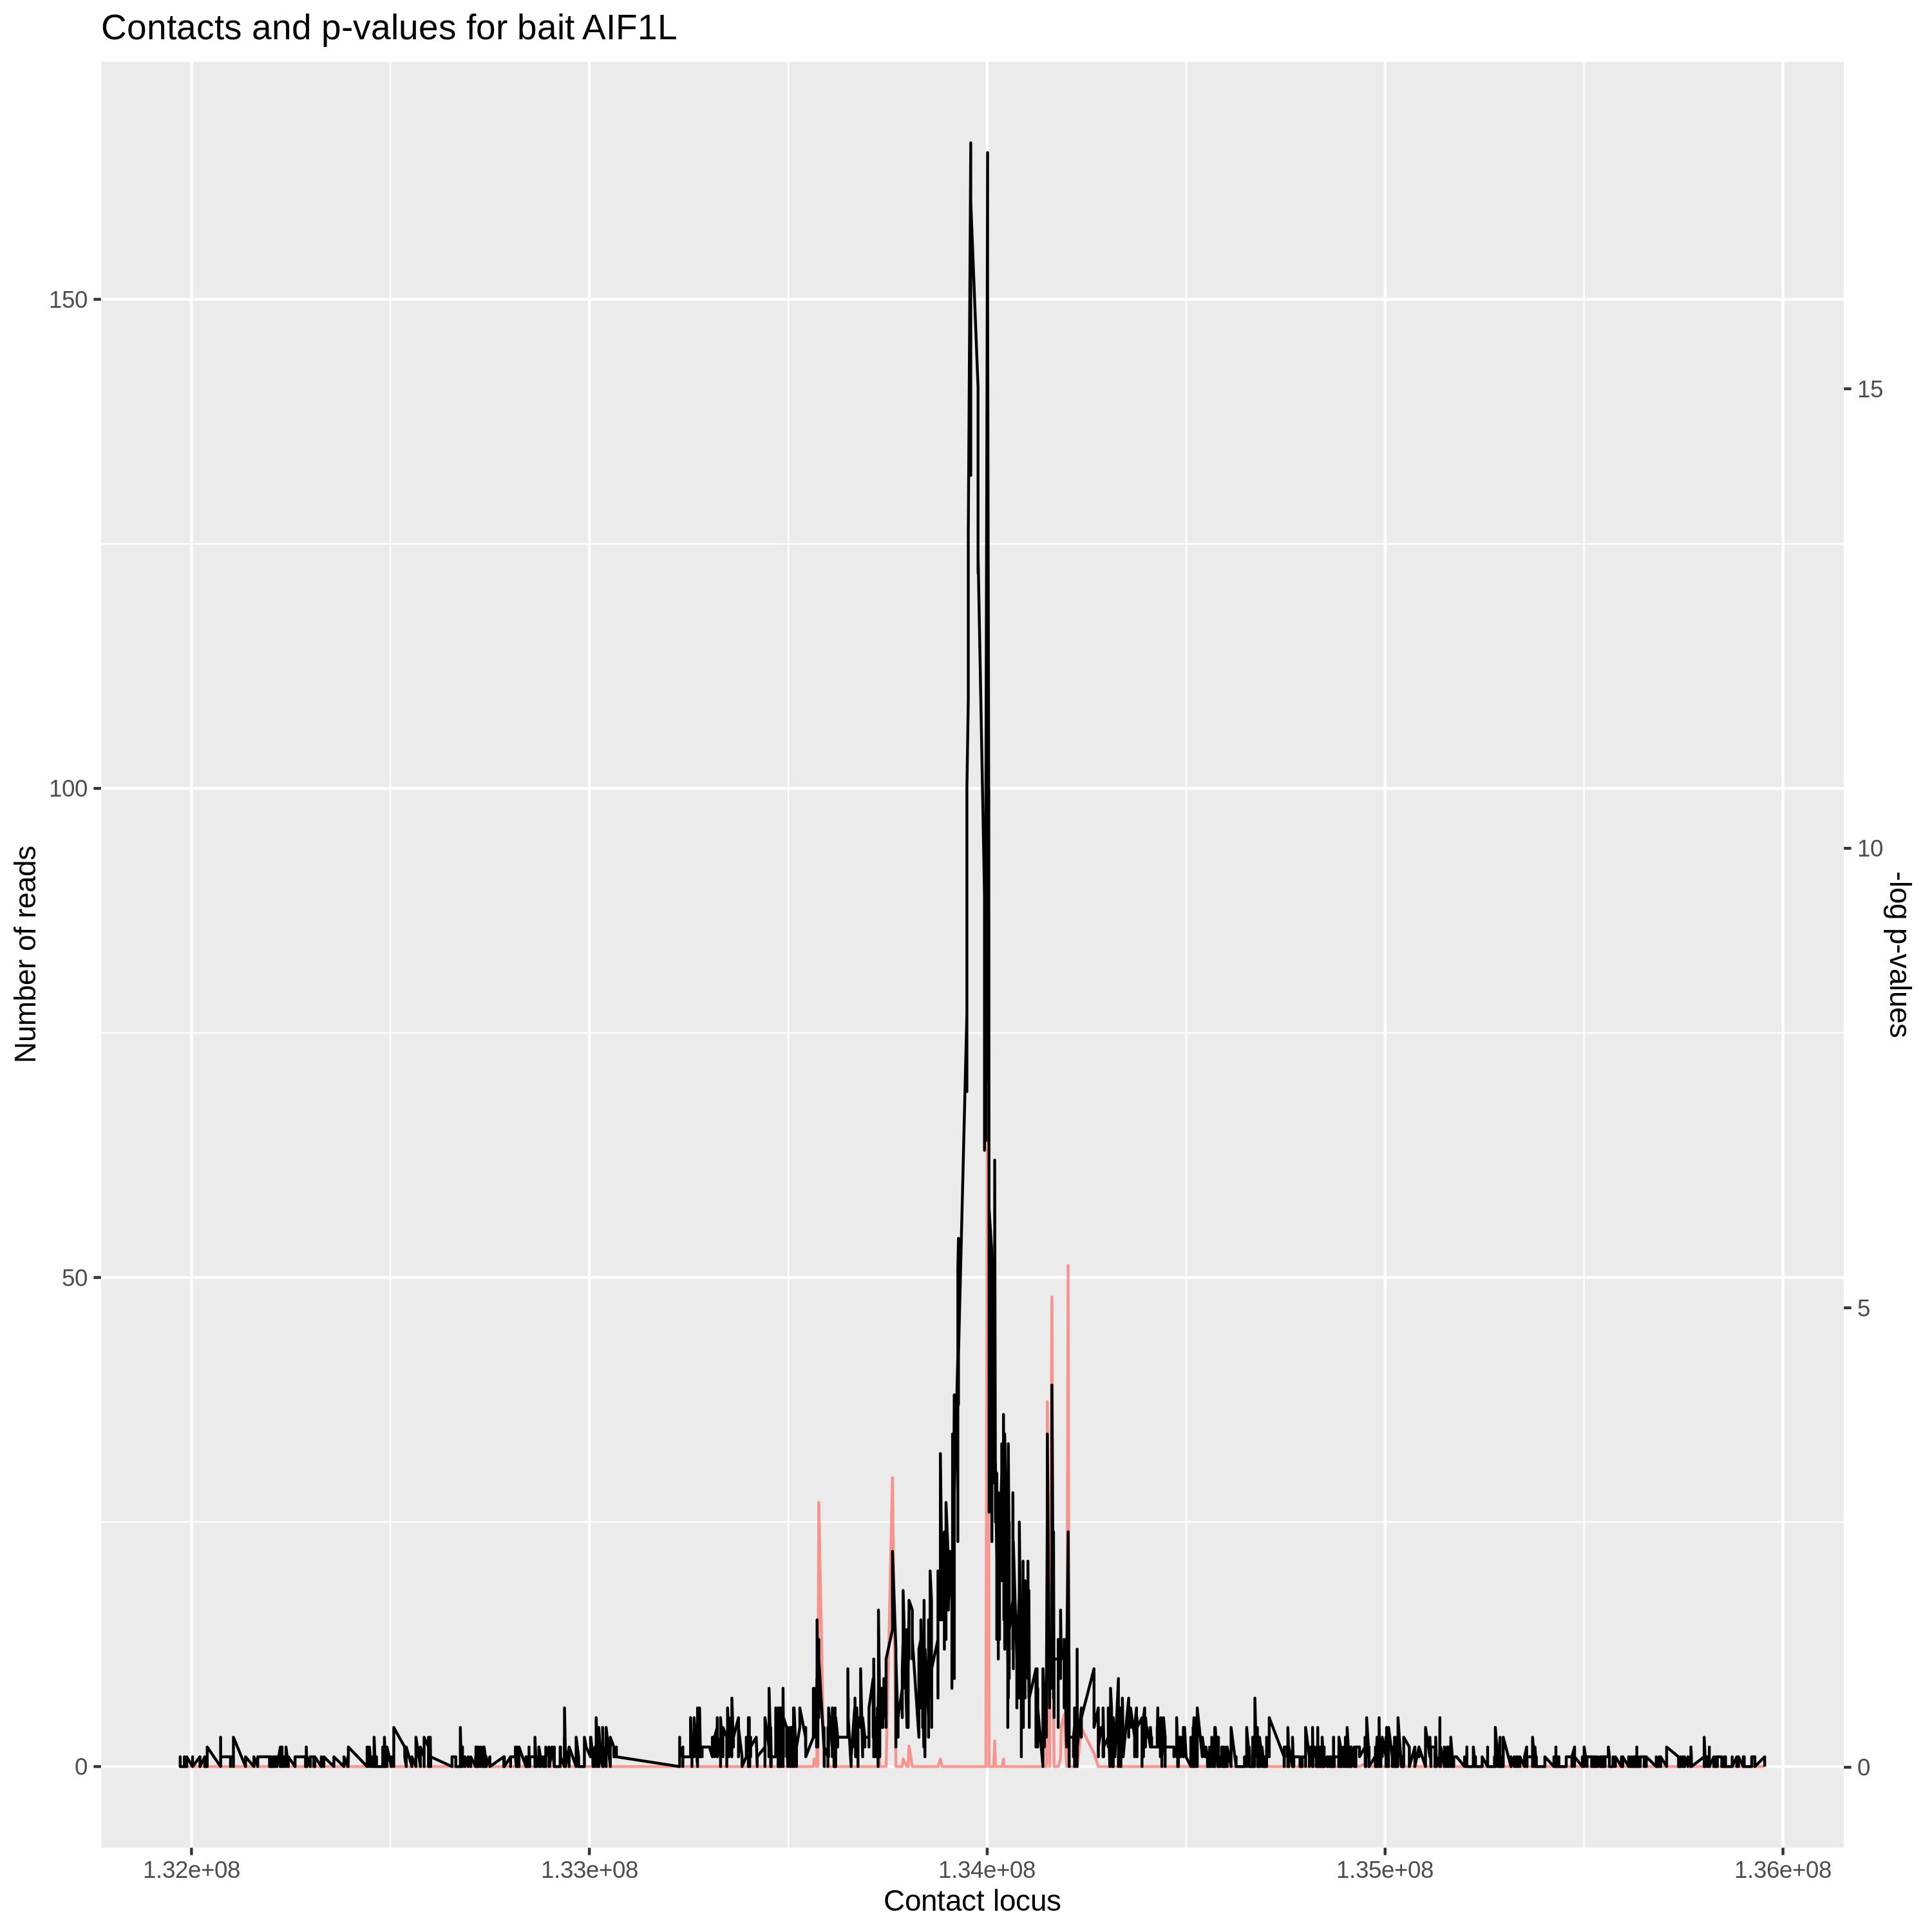 Contacts and p-values for bait AIF1L
150
100
50
0
Number of reads
15
10
5
0
-log p-values
1.32e+08
1.33e+08
1.34e+08
1.35e+08
1.36e+08
Contact locus